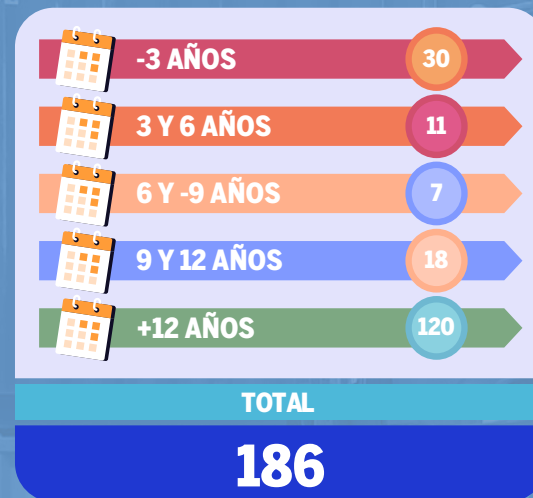 -3 AÑOS 30
3 Y 6 AÑOS 11
6 Y -9 AÑOS 7
9 Y 12 AÑOS 18
+12 AÑOS 120
TOTAL
186